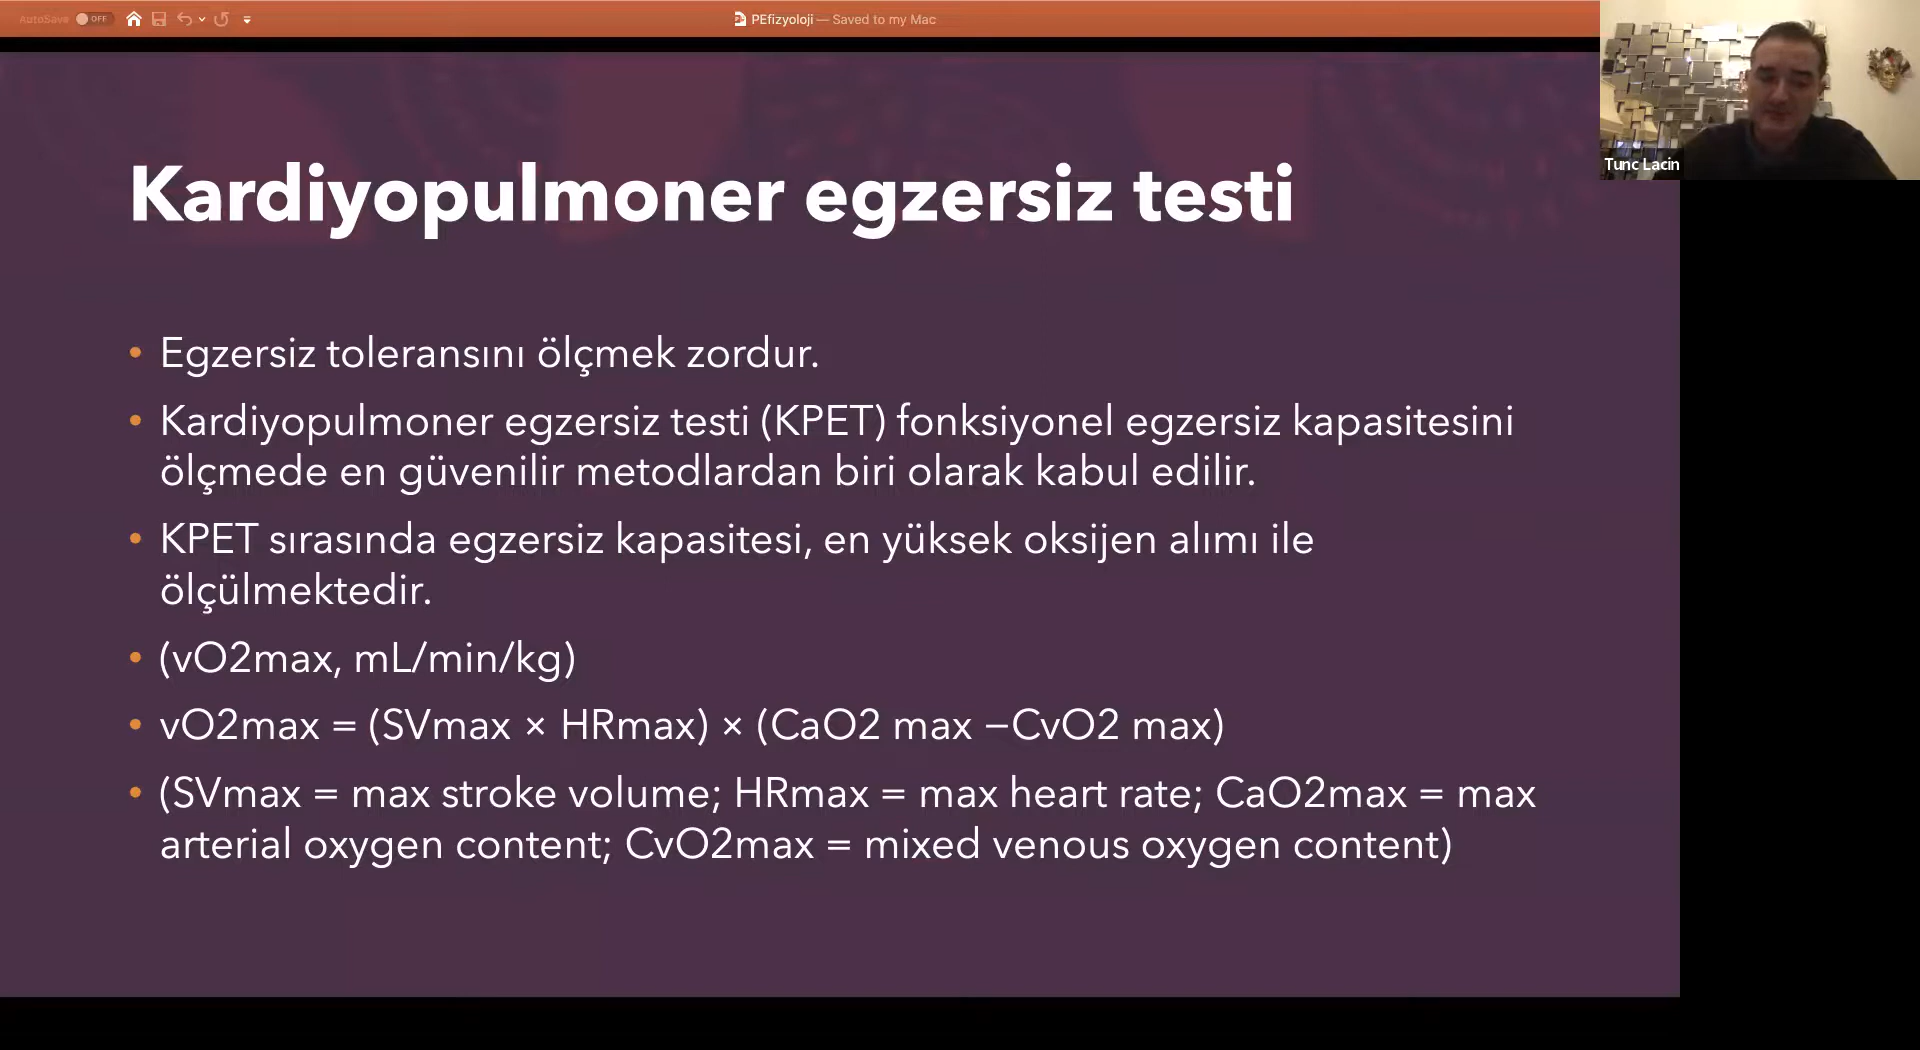 AutoSave OFF
PEfizyoloji — Saved to my Mac
Tunc Lacin
Kardiyopulmoner egzersiz testi
• Egzersiz toleransını ölçmek zordur.
• Kardiyopulmoner egzersiz testi (KPET) fonksiyonel egzersiz kapasitesini
ölçmede en güvenilir metodlardan biri olarak kabul edilir.
• KPET sırasında egzersiz kapasitesi, en yüksek oksijen alımı ile
ölçülmektedir.
• (vO2max, mL/min/kg)
• vO2max = (SVmax × HRmax) × (CaO2 max −CvO2 max)
• (SVmax = max stroke volume; HRmax = max heart rate; CaO2max = max
arterial oxygen content; CvO2max = mixed venous oxygen content)